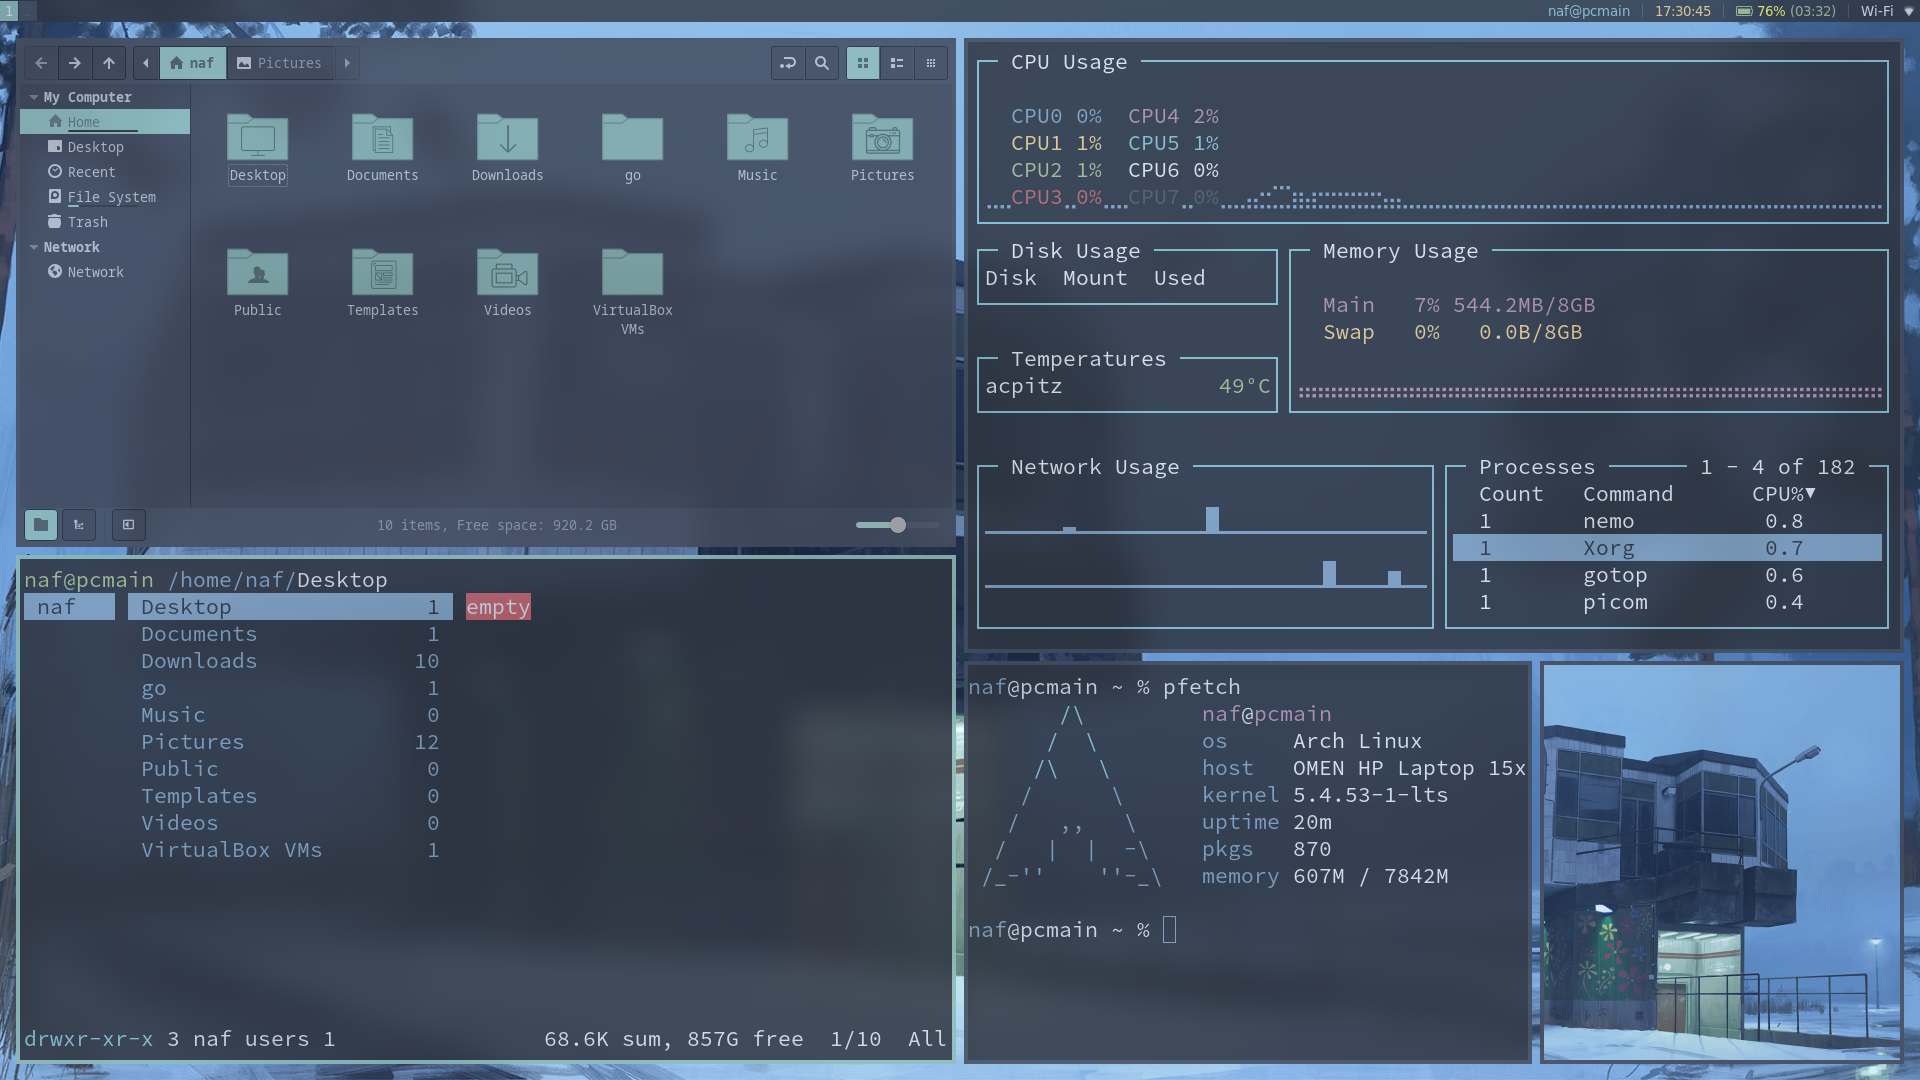 1
naf@pcmain
17:30:45
76% (03:32)
Wi-Fi
naf
Pictures
My Computer
Home
Desktop
Recent
File System
Trash
Network
Network
Desktop
Documents
Downloads
go
Music
Pictures
Public
Templates
Videos
VirtualBox
VMs
10 items, Free space: 920.2 GB
CPU Usage
CPU0 0% CPU4 2%
CPU1 1% CPU5 1%
CPU2 1% CPU6 0%
CPU3 0% CPU7 0%
Disk Usage
Disk Mount Used
Memory Usage
Main 7% 544.2MB/8GB
Swap 0% 0.0B/8GB
Temperatures
acpitz 49°C
Network Usage
Processes 1 - 4 of 182
Count Command CPU%▼
1 nemo 0.8
1 Xorg 0.7
1 gotop 0.6
1 picom 0.4
naf@pcmain /home/naf/Desktop
naf Desktop 1 empty
Documents 1
Downloads 10
go 1
Music 0
Pictures 12
Public 0
Templates 0
Videos 0
VirtualBox VMs 1
drwxr-xr-x 3 naf users 1 68.6K sum, 857G free 1/10 All
naf@pcmain ~ % pfetch
naf@pcmain
os Arch Linux
host OMEN HP Laptop 15x
kernel 5.4.53-1-lts
uptime 20m
pkgs 870
memory 607M / 7842M
naf@pcmain ~ %